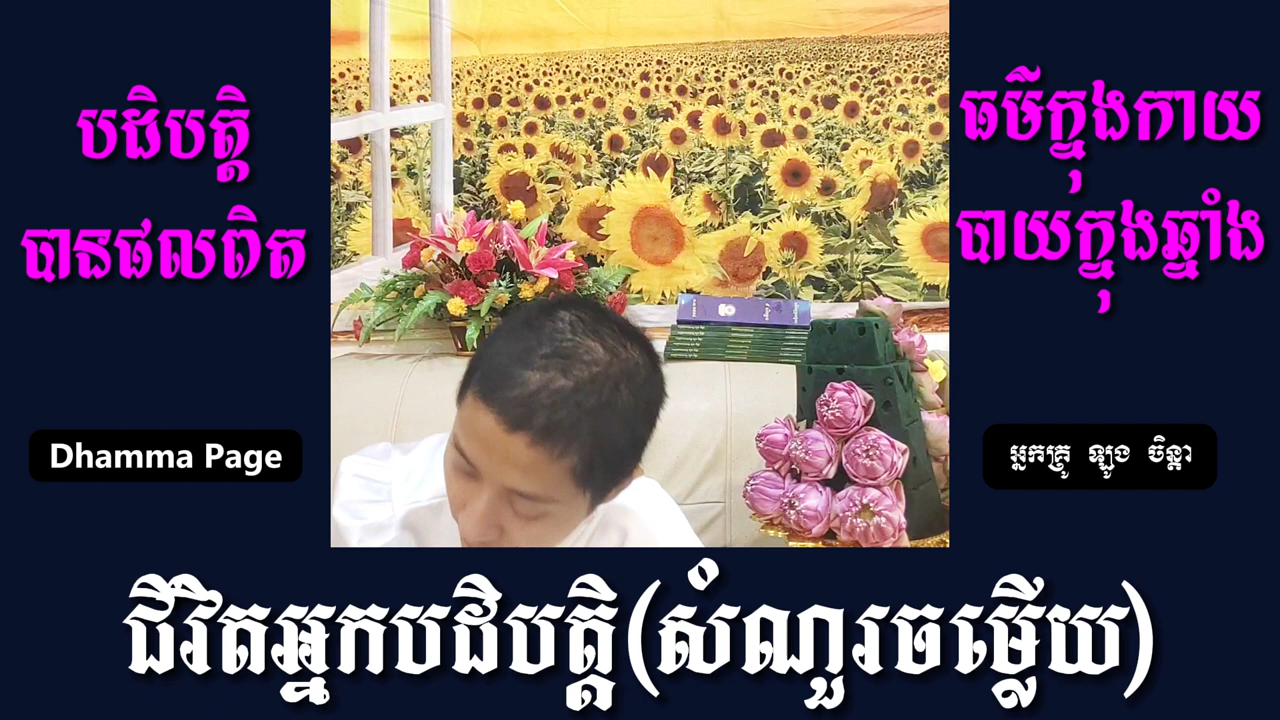 បដិបត្តិ
បានផលពិត
ធម៌ក្នុងកាយ
បាយក្នុងឆ្នាំង
Dhamma Page
អ្នកគ្រូ ឡុង ចិន្តា
ជីវិតអ្នកបដិបត្តិ(សំណួរចម្លើយ)